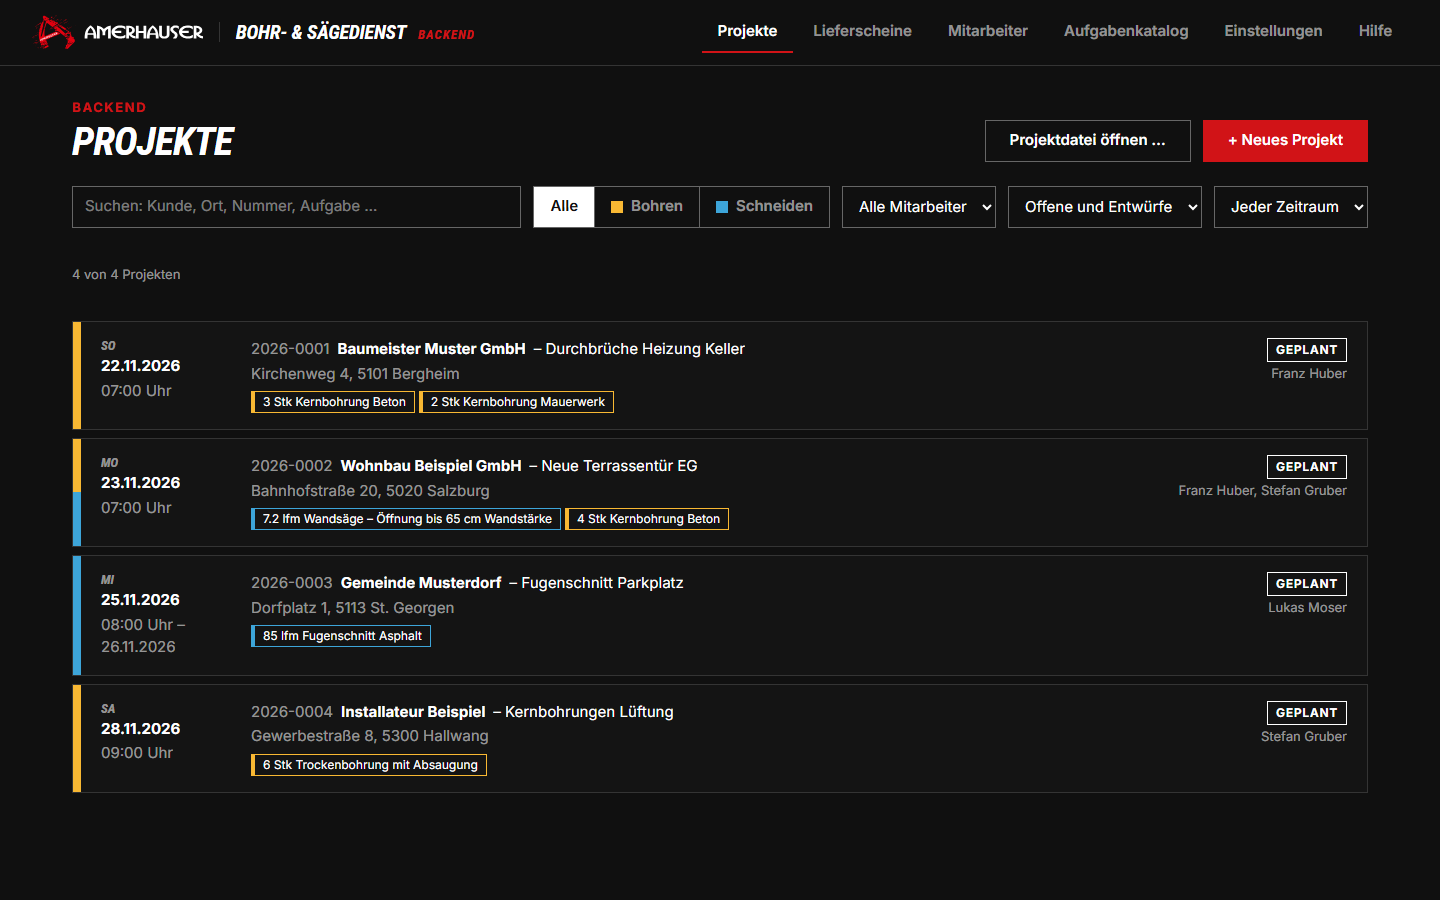 AMERHAUSER BOHR- & SÄGEDIENST BACKEND Projekte Lieferscheine Mitarbeiter Aufgabenkatalog Einstellungen Hilfe
BACKEND
PROJEKTE
Projektdatei öffnen ... + Neues Projekt
Suchen: Kunde, Ort, Nummer, Aufgabe ... Alle Bohren Schneiden Alle Mitarbeiter Offene und Entwürfe Jeder Zeitraum
4 von 4 Projekten
SO
22.11.2026
07:00 Uhr
2026-0001 Baumeister Muster GmbH – Durchbrüche Heizung Keller
Kirchenweg 4, 5101 Bergheim
3 Stk Kernbohrung Beton 2 Stk Kernbohrung Mauerwerk
GEPLANT
Franz Huber
MO
23.11.2026
07:00 Uhr
2026-0002 Wohnbau Beispiel GmbH – Neue Terrassentür EG
Bahnhofstraße 20, 5020 Salzburg
7.2 lfm Wandsäge – Öffnung bis 65 cm Wandstärke 4 Stk Kernbohrung Beton
GEPLANT
Franz Huber, Stefan Gruber
MI
25.11.2026
08:00 Uhr –
26.11.2026
2026-0003 Gemeinde Musterdorf – Fugenschnitt Parkplatz
Dorfplatz 1, 5113 St. Georgen
85 lfm Fugenschnitt Asphalt
GEPLANT
Lukas Moser
SA
28.11.2026
09:00 Uhr
2026-0004 Installateur Beispiel – Kernbohrungen Lüftung
Gewerbestraße 8, 5300 Hallwang
6 Stk Trockenbohrung mit Absaugung
GEPLANT
Stefan Gruber